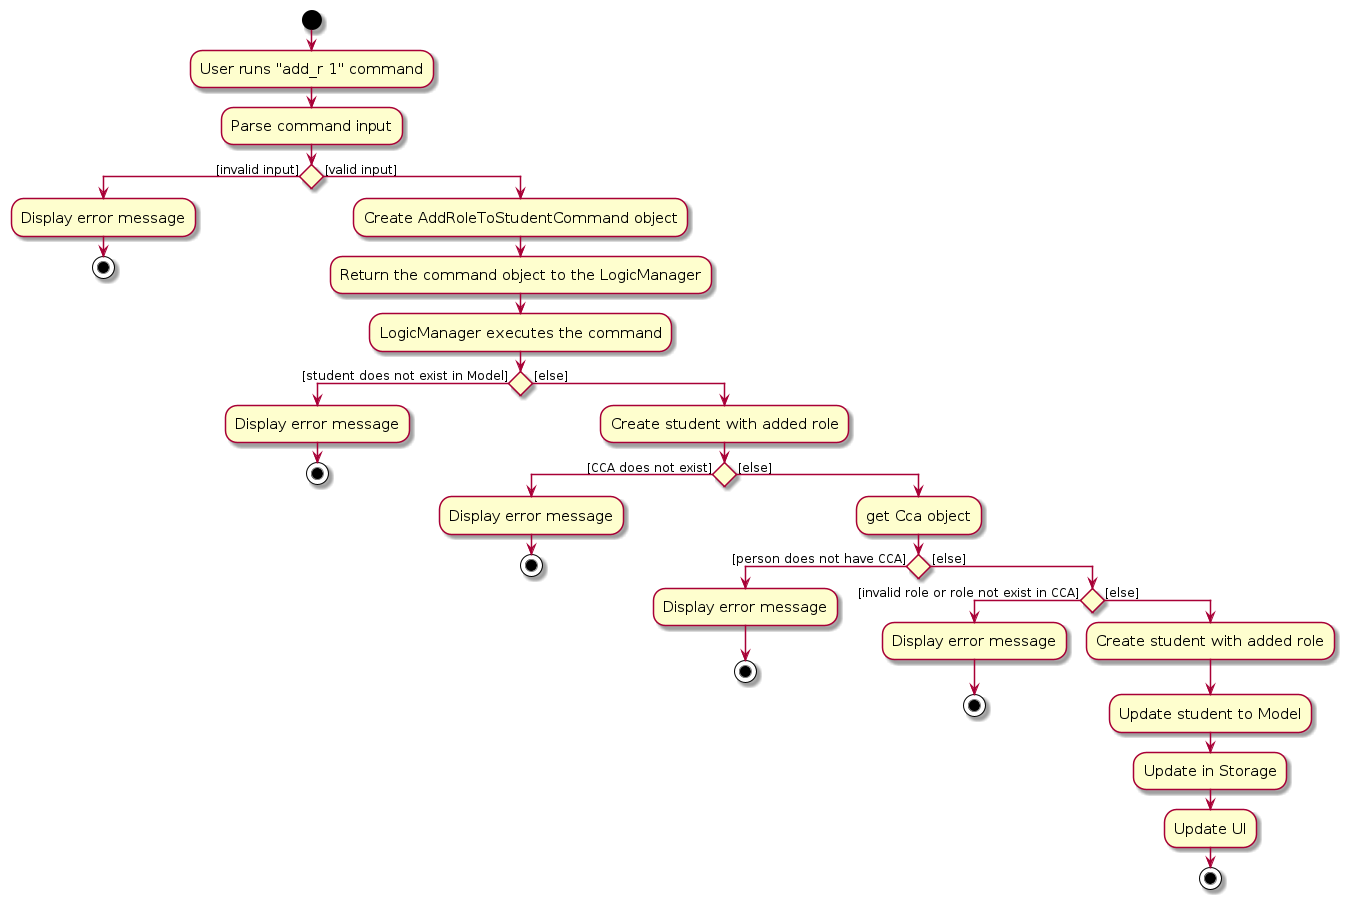 User runs "add_r 1" command
Parse command input
[invalid input]
[valid input]
Display error message
Create AddRoleToStudentCommand object
Return the command object to the LogicManager
LogicManager executes the command
[student does not exist in Model]
[else]
Display error message
Create student with added role
[CCA does not exist]
[else]
Display error message
get Cca object
[person does not have CCA]
[else]
Display error message
[invalid role or role not exist in CCA]
[else]
Display error message
Create student with added role
Update student to Model
Update in Storage
Update UI